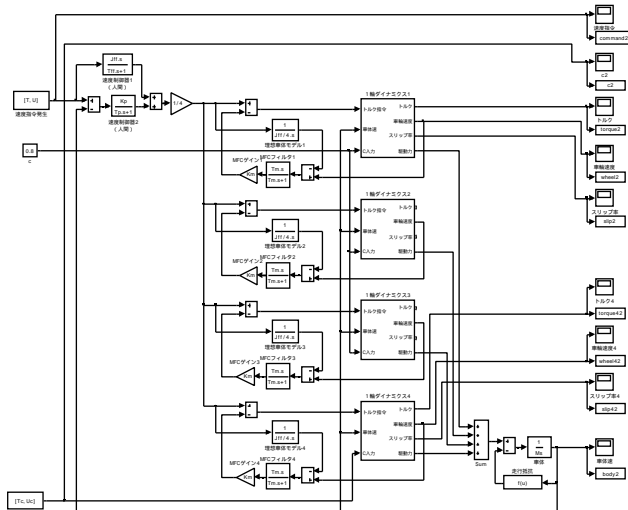 速度指令
command2
Jff.s
Tff.s+1
速度制御器1
（人間）
[T, U]
速度指令発生
Kp
Tp.s+1
速度制御器2
（人間）
1/4
0.8
c
1輪ダイナミクス1
トルク指令
車体速
C入力
トルク
車輪速度
スリップ率
駆動力
1
Jff/4.s
理想車体モデル1
MFCゲイン1
Km
MFCフィルタ1
Tm.s
Tm.s+1
c2
c2
トルク
torque2
車輪速度
wheel2
スリップ率
slip2
1輪ダイナミクス2
トルク指令
車体速
C入力
トルク
車輪速度
スリップ率
駆動力
1
Jff/4.s
理想車体モデル2
MFCゲイン2
Km
MFCフィルタ2
Tm.s
Tm.s+1
1輪ダイナミクス3
トルク指令
車体速
C入力
トルク
車輪速度
スリップ率
駆動力
1
Jff/4.s
理想車体モデル3
MFCゲイン3
Km
MFCフィルタ3
Tm.s
Tm.s+1
トルク4
torque42
車輪速度4
wheel42
スリップ率4
slip42
1輪ダイナミクス4
トルク指令
車体速
C入力
トルク
車輪速度
スリップ率
駆動力
1
Jff/4.s
理想車体モデル4
MFCゲイン4
Km
MFCフィルタ4
Tm.s
Tm.s+1
Sum
1
Ms
車体
走行抵抗
f(u)
車体速
body2
[Tc, Uc]